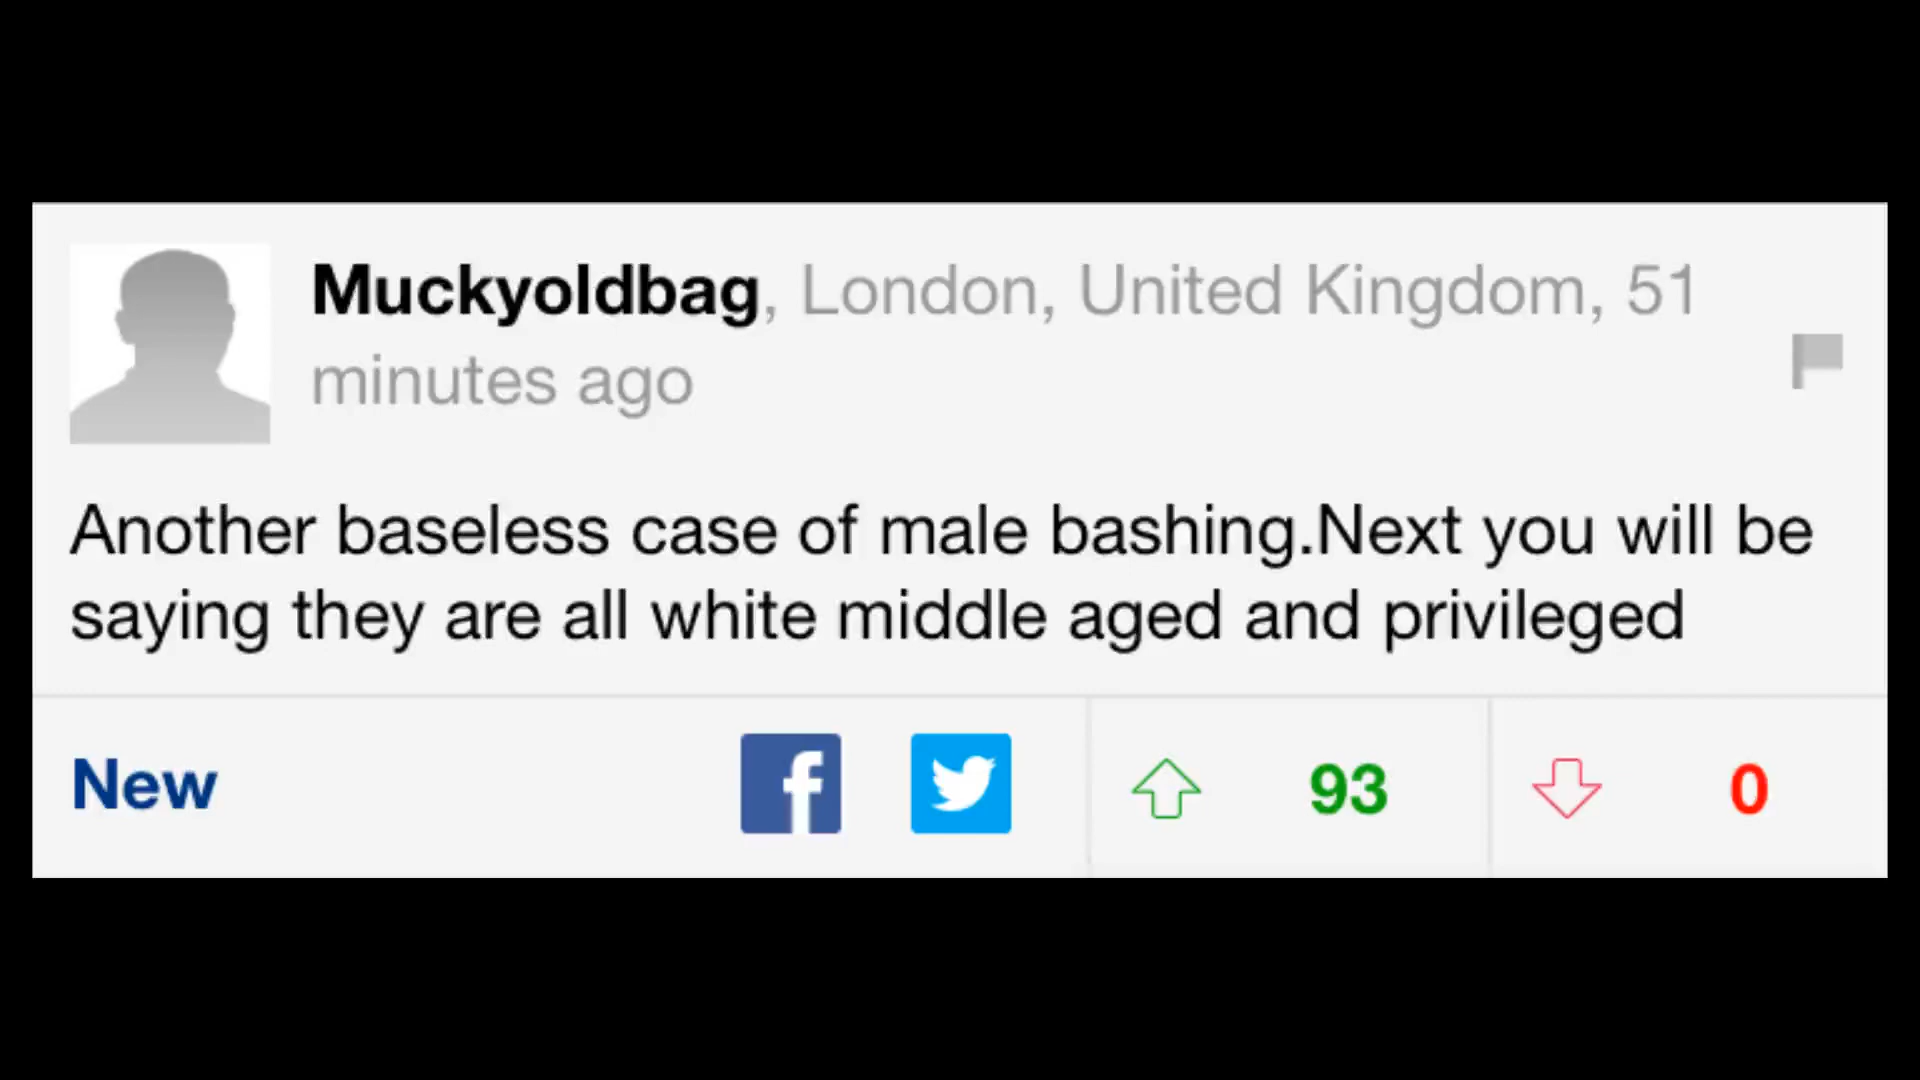 Muckyoldbag, London, United Kingdom, 51
minutes ago
Another baseless case of male bashing.Next you will be
saying they are all white middle aged and privileged
New
93
0